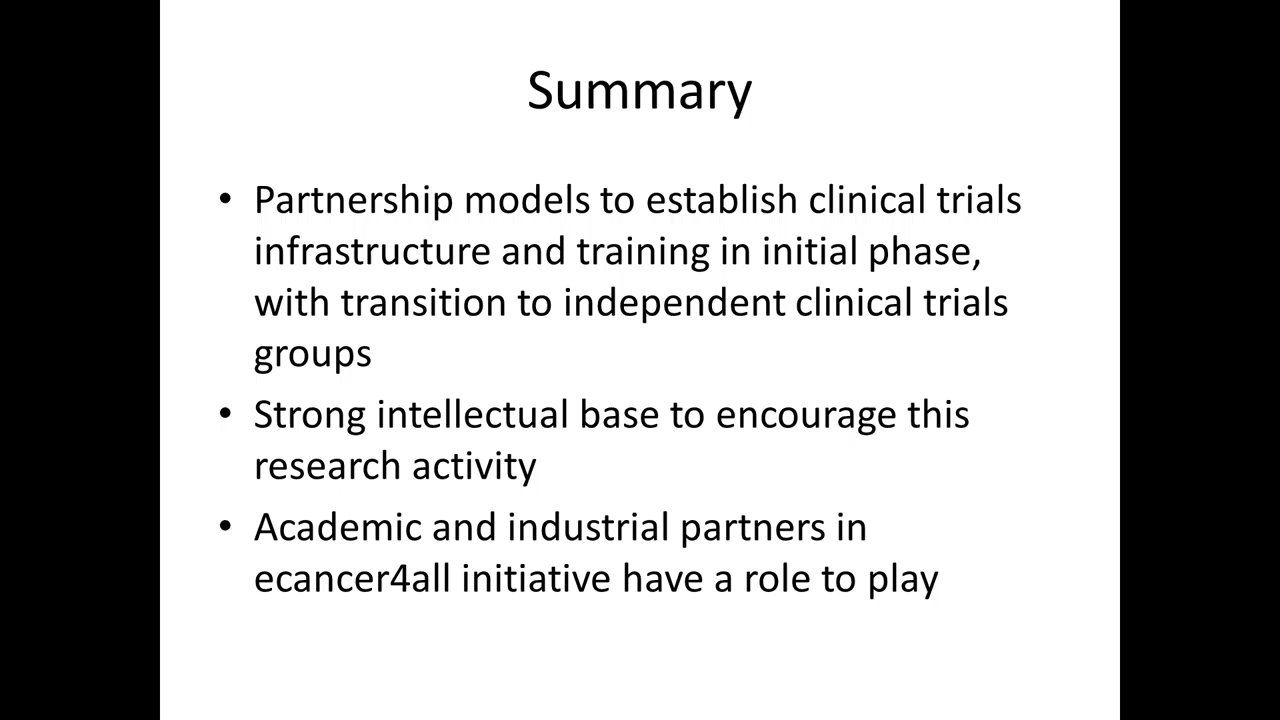 Summary
• Partnership models to establish clinical trials
infrastructure and training in initial phase,
with transition to independent clinical trials
groups
• Strong intellectual base to encourage this
research activity
• Academic and industrial partners in
ecancer4all initiative have a role to play